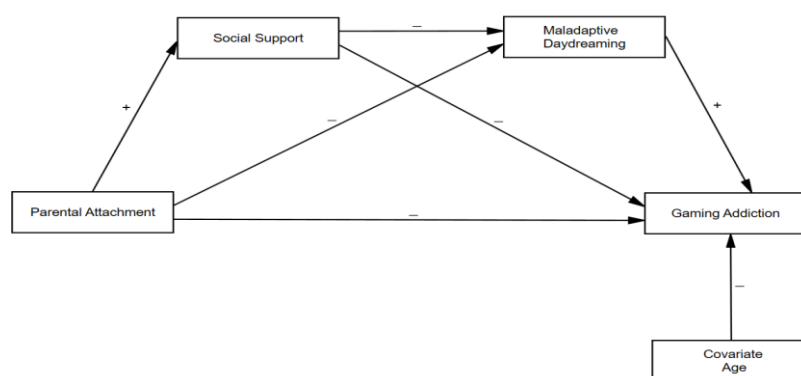 Social Support
–
Maladaptive
Daydreaming
+
–
–
+
Parental Attachment
–
Gaming Addiction
–
Covariate
Age